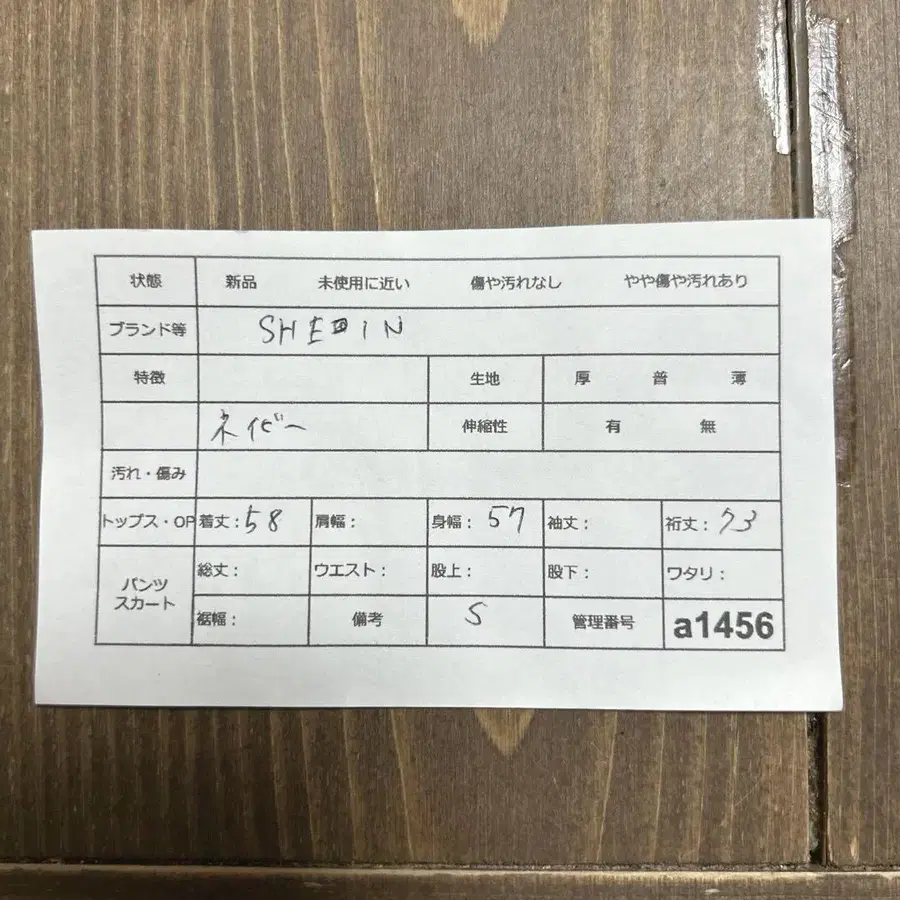 状態 新品 未使用に近い 傷や汚れなし やや傷や汚れあり
ブランド等 SHEIN
特徴 生地 厚 普 薄
ネイビー 伸縮性 有 無
汚れ・傷み
トップス・OP 着丈:58 肩幅: 身幅:57 袖丈: 裄丈:73
パンツ スカート 総丈: ウエスト: 股上: 股下: ワタリ:
裾幅: 備考 S 管理番号 a1456